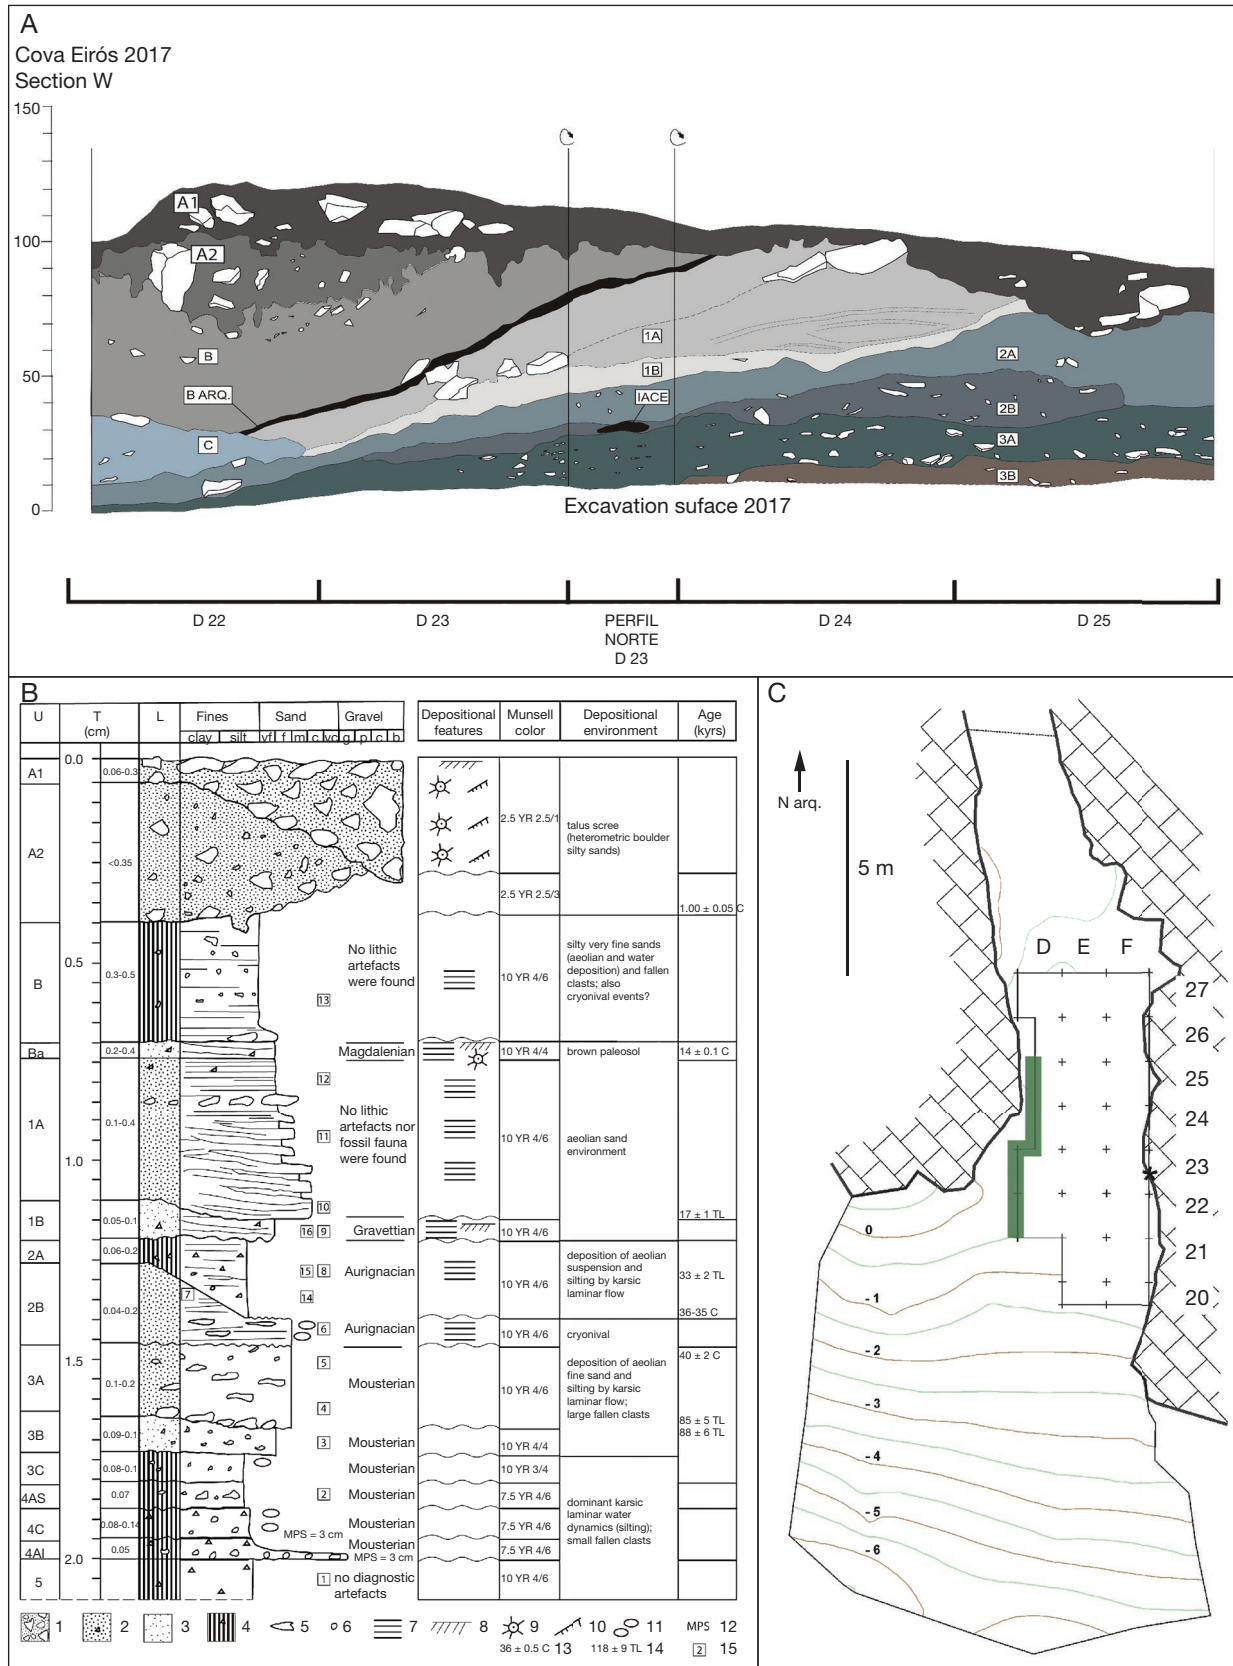 A
Cova Eirós 2017
Section W
150
100
50
0
A1
A2
B
B ARQ.
C
1A
1B
IACE
2A
2B
3A
3B
Excavation suface 2017
D 22
D 23
PERFIL
NORTE
D 23
D 24
D 25
B
U
T
(cm)
L
Fines
Sand
Gravel
clay silt vf f m c vc g p c b
Depositional
features
Munsell
color
Depositional
environment
Age
(kyrs)
0.0
A1
0.06-0.3
A2
<0.35
2.5 YR 2.5/1
talus scree
(heterometric boulder
silty sands)
2.5 YR 2.5/3
1.00 ± 0.05 C
0.5
B
0.3-0.5
13
No lithic
artefacts
were found
10 YR 4/6
silty very fine sands
(aeolian and water
deposition) and fallen
clasts; also
cryonival events?
Ba
0.2-0.4
Magdalenian
10 YR 4/4
brown paleosol
14 ± 0.1 C
1A
0.1-0.4
1.0
12
11
10
No lithic
artefacts nor
fossil fauna
were found
10 YR 4/6
aeolian sand
environment
17 ± 1 TL
1B
0.05-0.1
16 9
Gravettian
10 YR 4/6
2A
0.06-0.2
15 8
Aurignacian
14
7
10 YR 4/6
deposition of aeolian
suspension and
silting by karsic
laminar flow
33 ± 2 TL
36-35 C
2B
0.04-0.2
6
Aurignacian
10 YR 4/6
cryonival
1.5
3A
0.1-0.2
5
4
Mousterian
10 YR 4/6
deposition of aeolian
fine sand and
silting by karsic
laminar flow;
large fallen clasts
40 ± 2 C
85 ± 5 TL
88 ± 6 TL
3B
0.09-0.1
3
Mousterian
10 YR 4/4
3C
0.08-0.1
Mousterian
10 YR 3/4
4AS
0.07
2
Mousterian
7.5 YR 4/6
dominant karsic
laminar water
dynamics (silting);
small fallen clasts
4C
0.08-0.14
Mousterian
7.5 YR 4/6
MPS = 3 cm
4AI
0.05
Mousterian
MPS = 3 cm
7.5 YR 4/6
2.0
5
1
no diagnostic
artefacts
10 YR 4/6
1 2 3 4 5 6 7 8 9 10 11 MPS 12
36 ± 0.5 C 13 118 ± 9 TL 14 2 15
C
N arq.
5 m
D E F
27
26
25
24
23
22
21
20
0
- 1
- 2
- 3
- 4
- 5
- 6